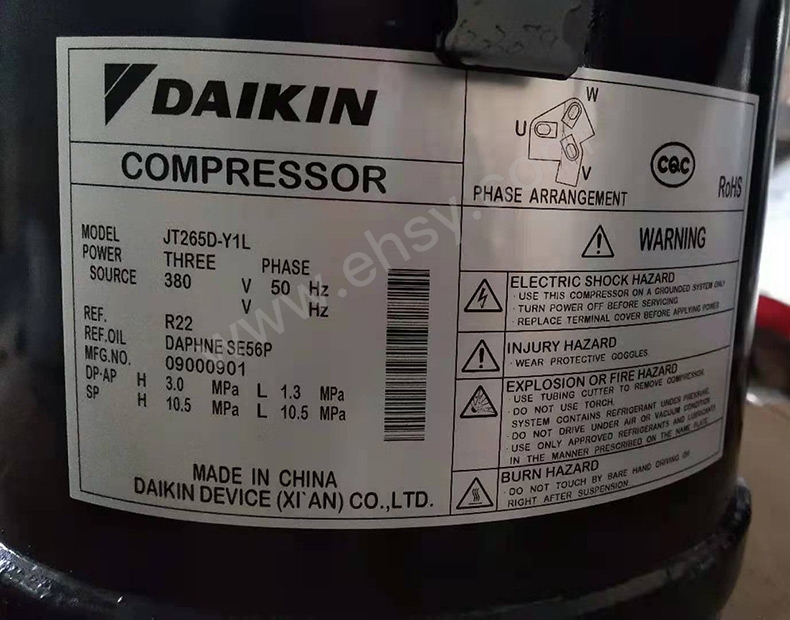 DAIKIN
COMPRESSOR
MODEL JT265D-Y1L
POWER THREE PHASE
SOURCE 380 V 50 Hz
V Hz
REF. R22
REF.OIL DAPHNE SE56P
MFG.NO. 09000901
DP·AP H 3.0 MPa L 1.3 MPa
SP H 10.5 MPa L 10.5 MPa
MADE IN CHINA
DAIKIN DEVICE (XI`AN) CO.,LTD.
W
U
V
PHASE ARRANGEMENT
CQC
RoHS
WARNING
ELECTRIC SHOCK HAZARD
· USE THIS COMPRESSOR ON A GROUNDED SYSTEM ONLY
· TURN POWER OFF BEFORE SERVICING
· REPLACE TERMINAL COVER BEFORE APPLYING POWER
INJURY HAZARD
· WEAR PROTECTIVE GOGGLES
EXPLOSION OR FIRE HAZARD
· USE TUBING CUTTER TO REMOVE COMPRESSOR
· DO NOT USE TORCH
SYSTEM CONTAINS REFRIGERANT UNDER PRESSURE
· DO NOT DRIVE UNDER AIR OR VACUUM CONDITION
· USE ONLY APPROVED REFRIGERANTS AND LUBRICANTS
IN THE MANNER PRESCRIBED ON THE NAME PLATE
BURN HAZARD
· DO NOT TOUCH BY BARE HAND DRIVING OR
RIGHT AFTER SUSPENSION
www.ehsy.com